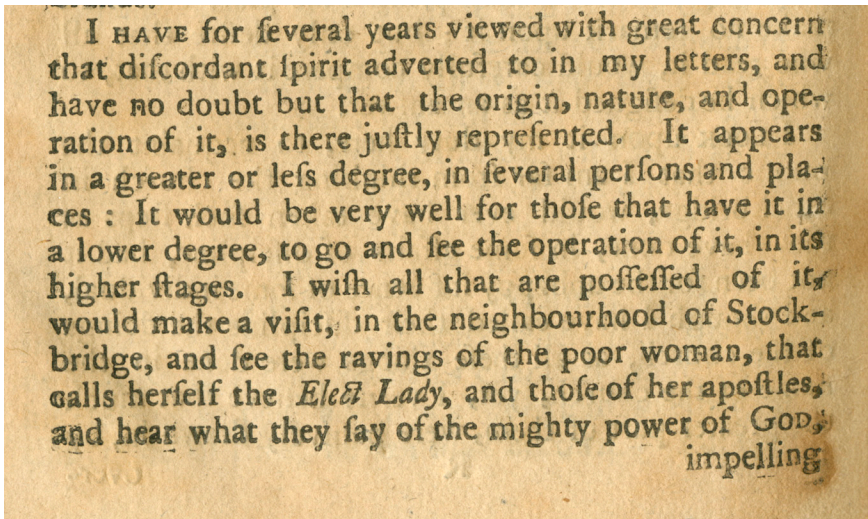 I HAVE for ſeveral years viewed with great concern
that diſcordant ſpirit adverted to in my letters, and
have no doubt but that the origin, nature, and ope-
ration of it, is there juſtly repreſented. It appears
in a greater or leſs degree, in ſeveral perſons and pla-
ces : It would be very well for thoſe that have it in
a lower degree, to go and ſee the operation of it, in its
higher ſtages. I wiſh all that are poſſeſſed of it,
would make a viſit, in the neighbourhood of Stock-
bridge, and ſee the ravings of the poor woman, that
calls herſelf the Elect Lady, and thoſe of her apoſtles,
and hear what they ſay of the mighty power of GOD,
impelling